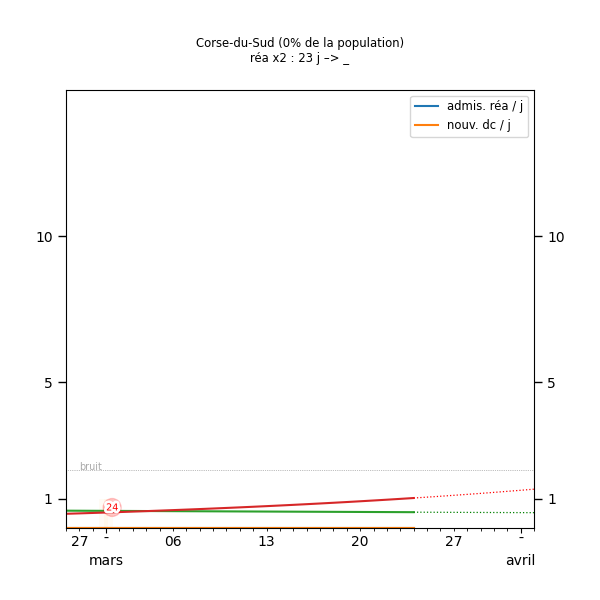 Corse-du-Sud (0% de la population)
réa x2 : 23 j –> _
admis. réa / j
nouv. dc / j
10 10
5 5
bruit
1 1
24
27 - 06 13 20 27 -
mars avril